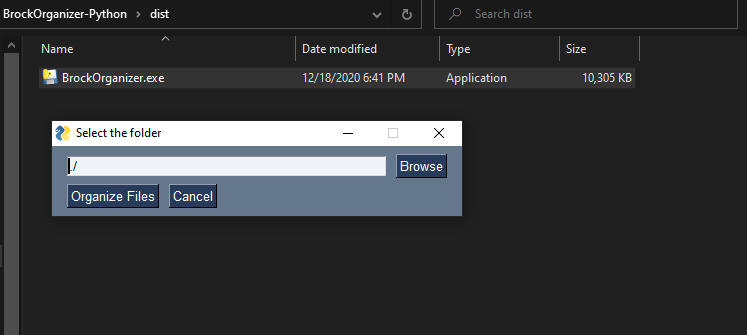 BrockOrganizer-Python > dist
Search dist
Name Date modified Type Size
BrockOrganizer.exe 12/18/2020 6:41 PM Application 10,305 KB
Select the folder
./ Browse
Organize Files Cancel